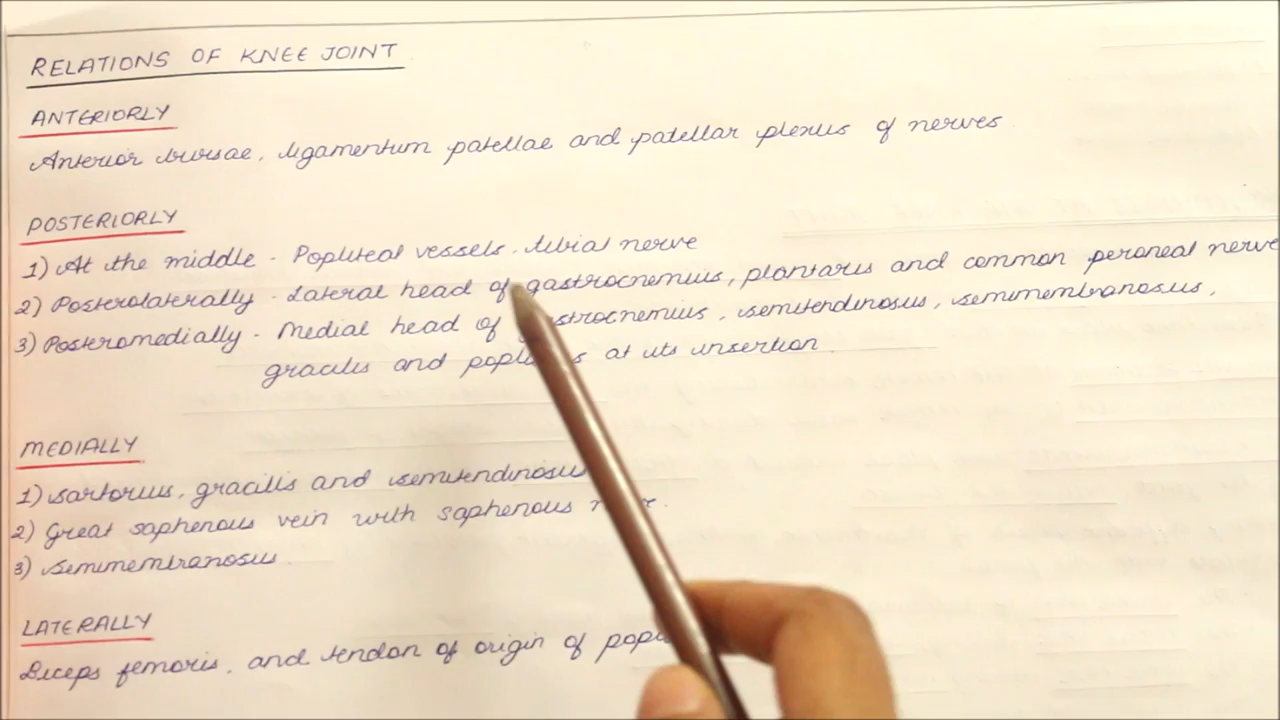 RELATIONS OF KNEE JOINT
ANTERIORLY
Anterior bursae, ligamentum patellae and patellar plexus of nerves
POSTERIORLY
1) At the middle - Popliteal vessels, tibial nerve
2) Posterolaterally - Lateral head of gastrocnemius, plantaris and common peroneal nerve
3) Posteromedially - Medial head of strocnemius, semitendinosus, semimembranosus,
gracilis and at its insertion
MEDIALLY
1) Sartorius, gracilis and semitendinosus
2) Great saphenous vein with saphenous
3) Semimembranosus
LATERALLY
Biceps femoris, and tendon of origin of